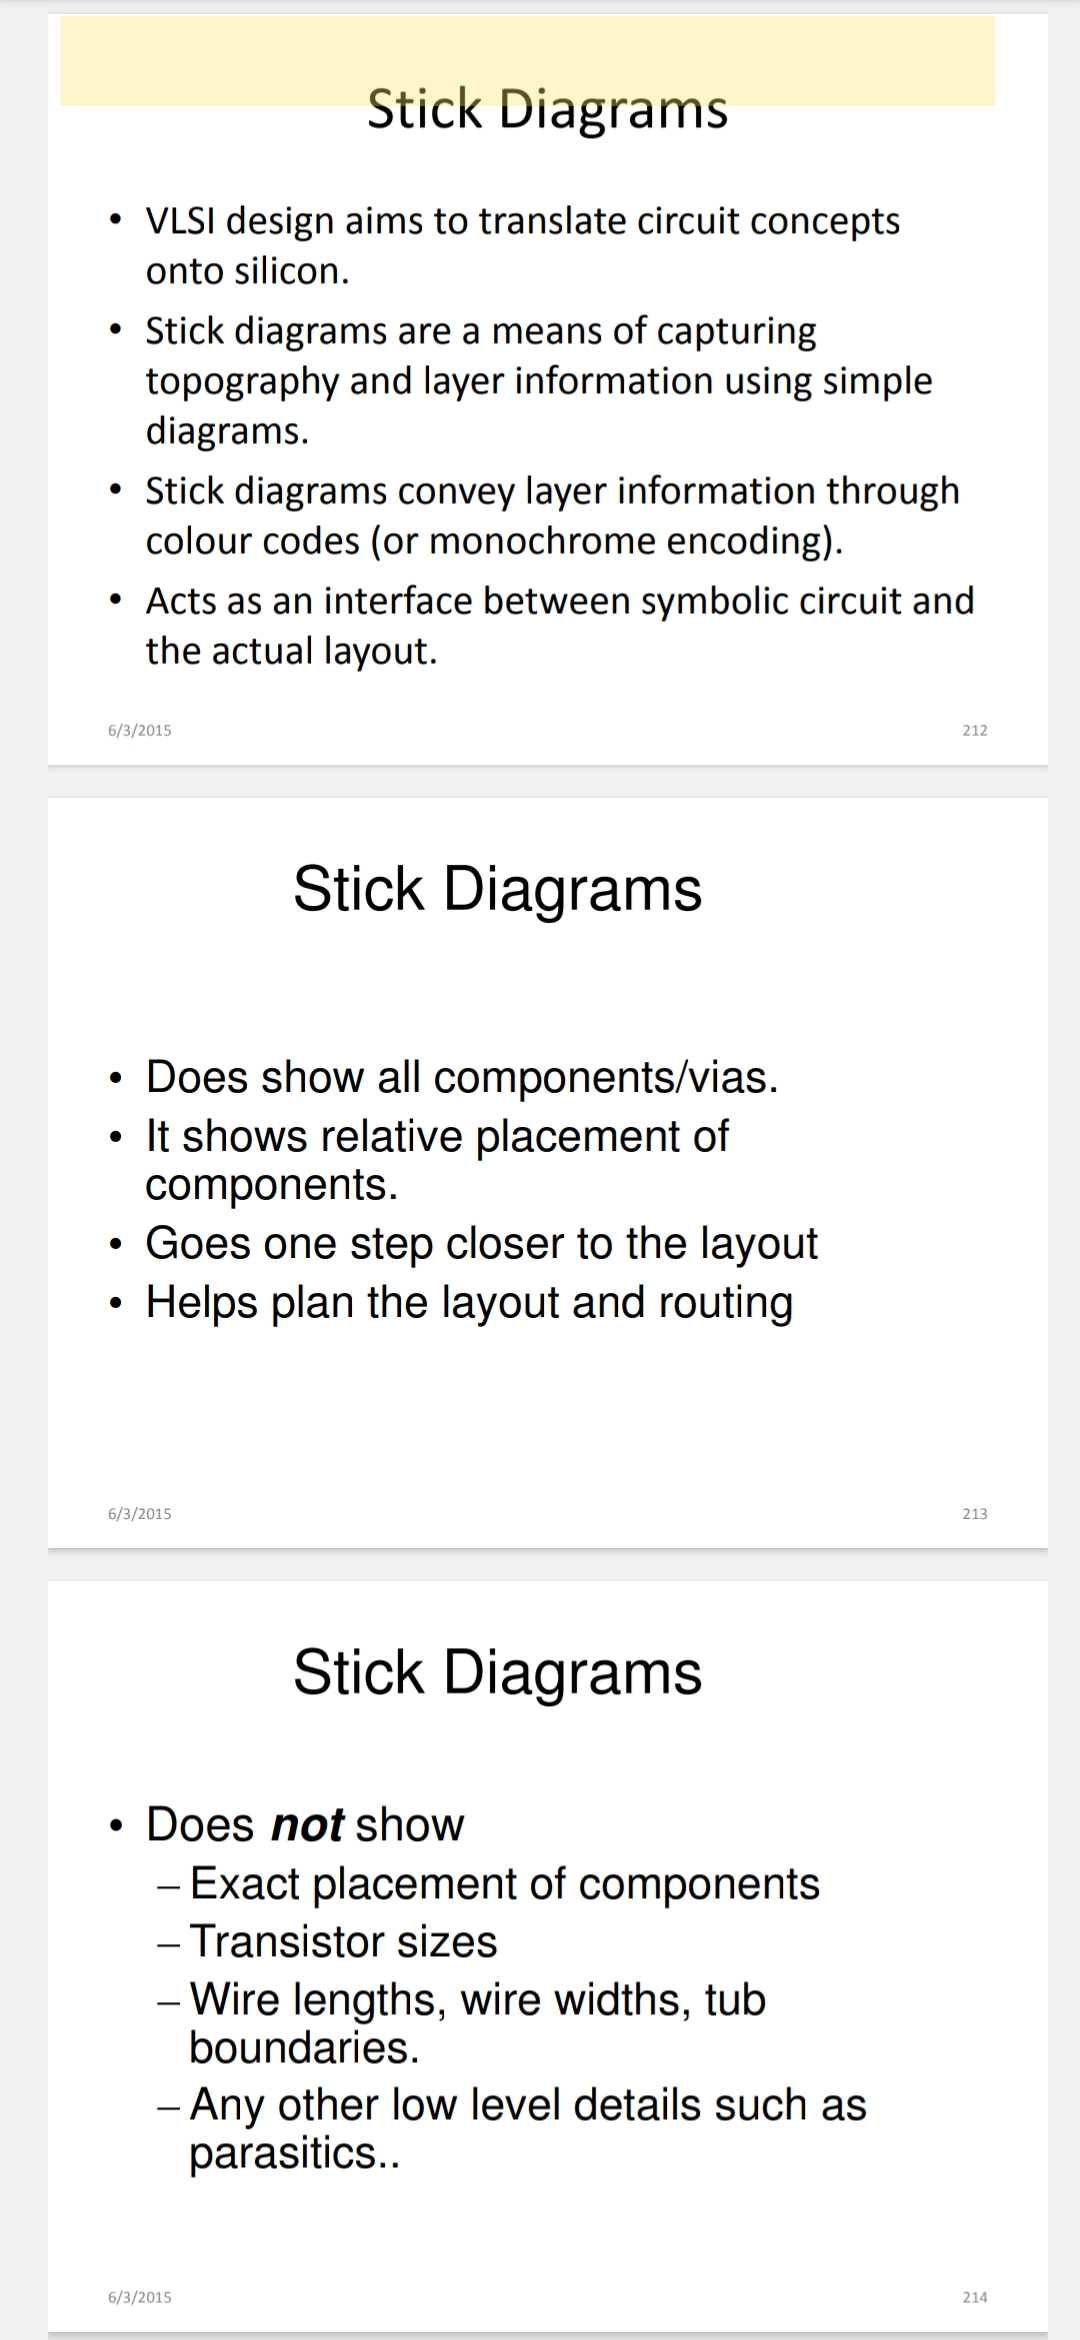 Stick Diagrams
• VLSI design aims to translate circuit concepts
onto silicon.
• Stick diagrams are a means of capturing
topography and layer information using simple
diagrams.
• Stick diagrams convey layer information through
colour codes (or monochrome encoding).
• Acts as an interface between symbolic circuit and
the actual layout.
6/3/2015 212
Stick Diagrams
• Does show all components/vias.
• It shows relative placement of
components.
• Goes one step closer to the layout
• Helps plan the layout and routing
6/3/2015 213
Stick Diagrams
• Does not show
– Exact placement of components
– Transistor sizes
– Wire lengths, wire widths, tub
boundaries.
– Any other low level details such as
parasitics..
6/3/2015 214